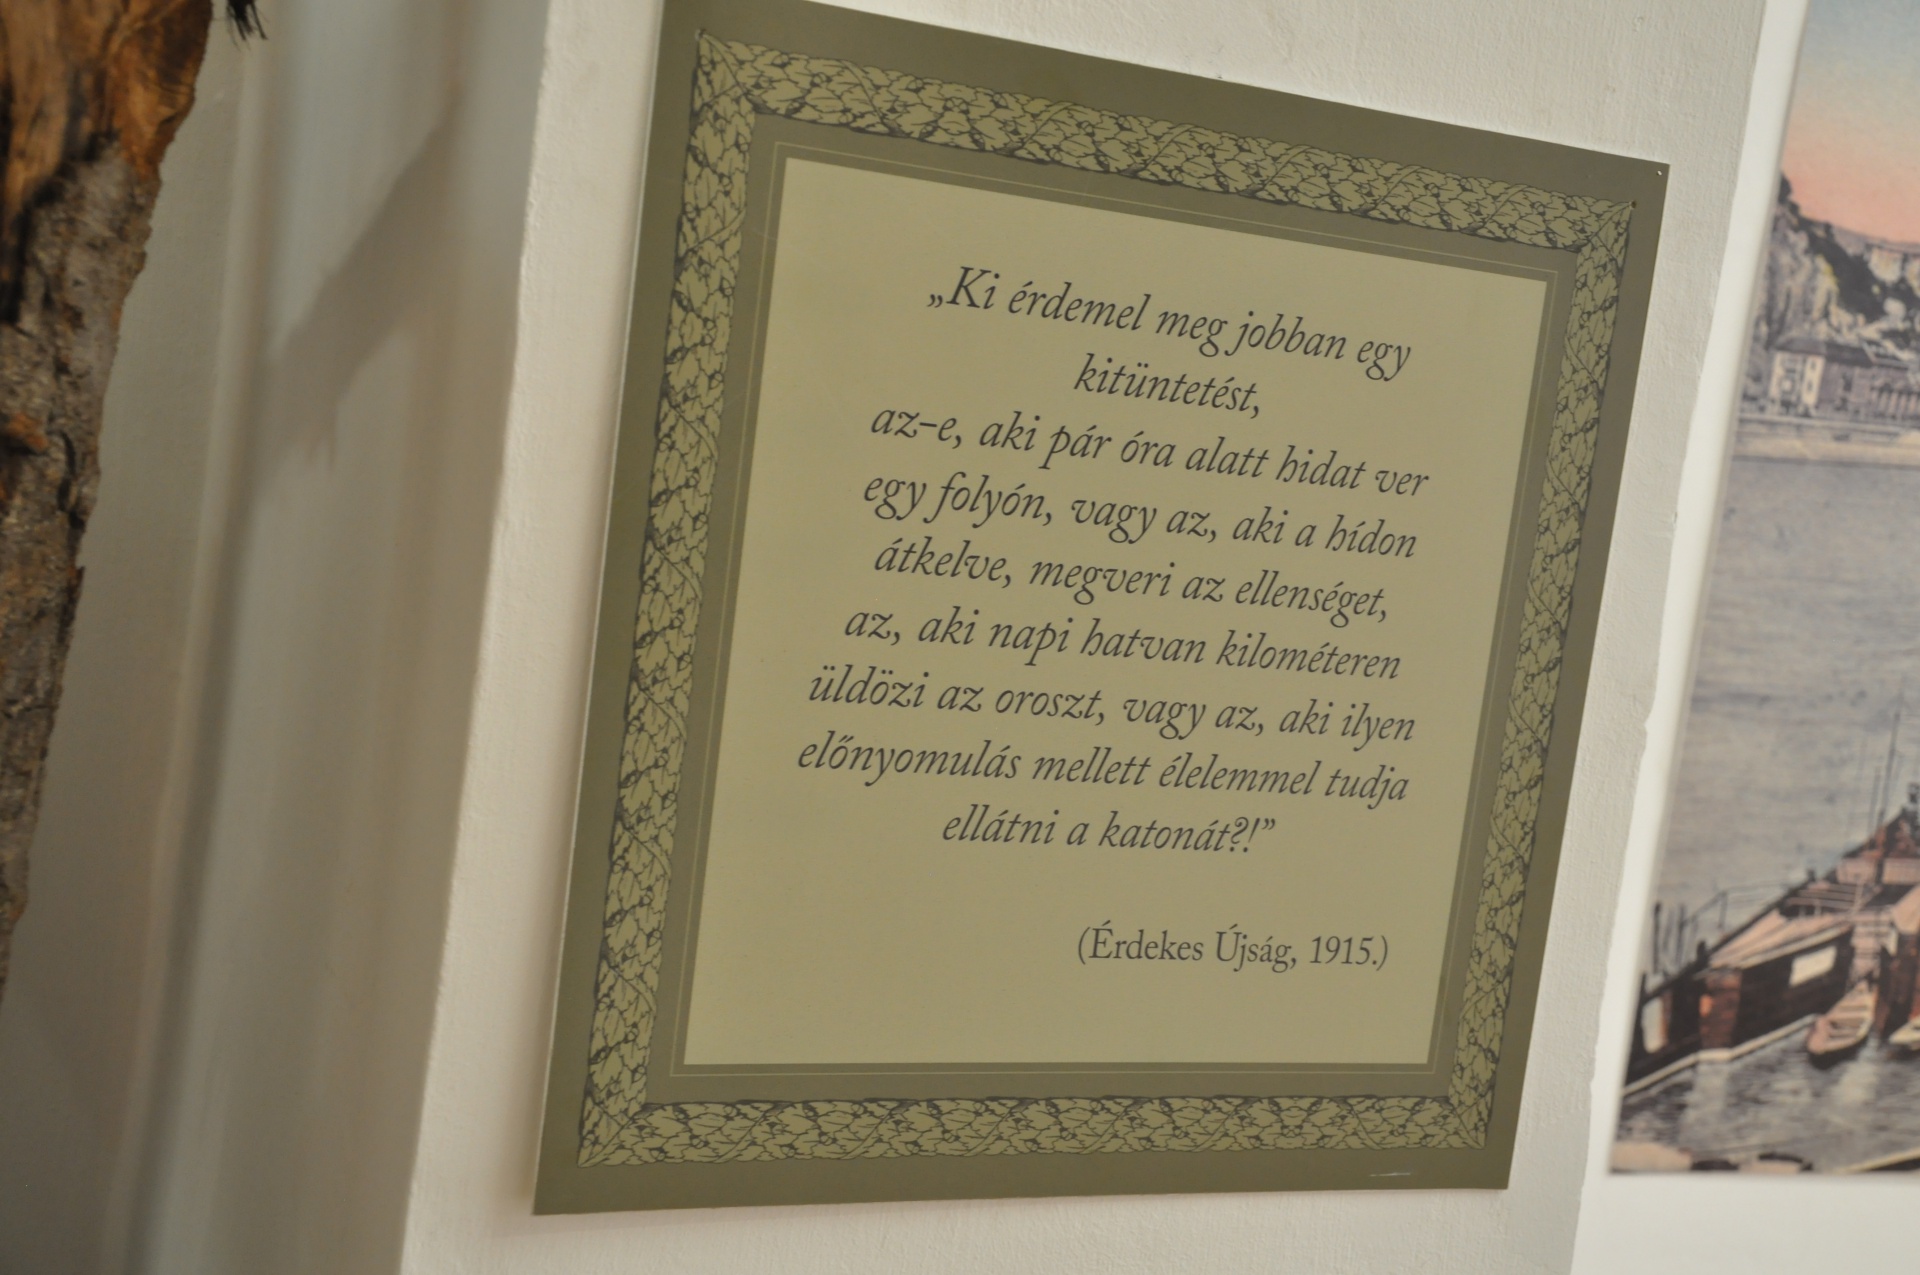 „Ki érdemel meg jobban egy
kitüntetést,
az-e, aki pár óra alatt hidat ver
egy folyón, vagy az, aki a hídon
átkelve, megveri az ellenséget,
az, aki napi hatvan kilométeren
üldözi az oroszt, vagy az, aki ilyen
előnyomulás mellett élelemmel tudja
ellátni a katonát?!”
(Érdekes Újság, 1915.)